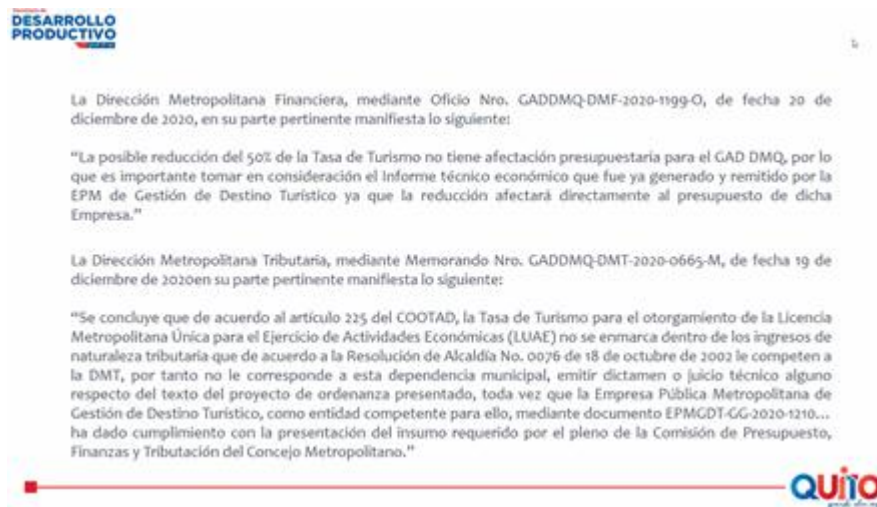 Secretaría de
DESARROLLO
PRODUCTIVO
La Dirección Metropolitana Financiera, mediante Oficio Nro. GADDMQ-DMF-2020-1199-O, de fecha 20 de
diciembre de 2020, en su parte pertinente manifiesta lo siguiente:
“La posible reducción del 50% de la Tasa de Turismo no tiene afectación presupuestaria para el GAD DMQ, por lo
que es importante tomar en consideración el Informe técnico económico que fue ya generado y remitido por la
EPM de Gestión de Destino Turístico ya que la reducción afectará directamente al presupuesto de dicha
Empresa.”
La Dirección Metropolitana Tributaria, mediante Memorando Nro. GADDMQ-DMT-2020-0665-M, de fecha 19 de
diciembre de 2020en su parte pertinente manifiesta lo siguiente:
“Se concluye que de acuerdo al artículo 225 del COOTAD, la Tasa de Turismo para el otorgamiento de la Licencia
Metropolitana Única para el Ejercicio de Actividades Económicas (LUAE) no se enmarca dentro de los ingresos de
naturaleza tributaria que de acuerdo a la Resolución de Alcaldía No. 0076 de 18 de octubre de 2002 le competen a
la DMT, por tanto no le corresponde a esta dependencia municipal, emitir dictamen o juicio técnico alguno
respecto del texto del proyecto de ordenanza presentado, toda vez que la Empresa Pública Metropolitana de
Gestión de Destino Turístico, como entidad competente para ello, mediante documento EPMGDT-GG-2020-1210...
ha dado cumplimiento con la presentación del insumo requerido por el pleno de la Comisión de Presupuesto,
Finanzas y Tributación del Concejo Metropolitano.”
QUITO